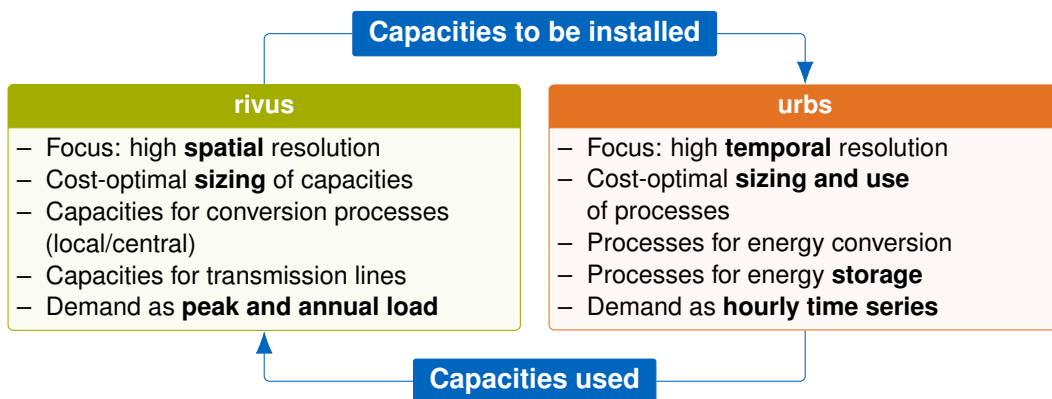 Capacities to be installed
rivus
– Focus: high spatial resolution
– Cost-optimal sizing of capacities
– Capacities for conversion processes
(local/central)
– Capacities for transmission lines
– Demand as peak and annual load
urbs
– Focus: high temporal resolution
– Cost-optimal sizing and use
of processes
– Processes for energy conversion
– Processes for energy storage
– Demand as hourly time series
Capacities used